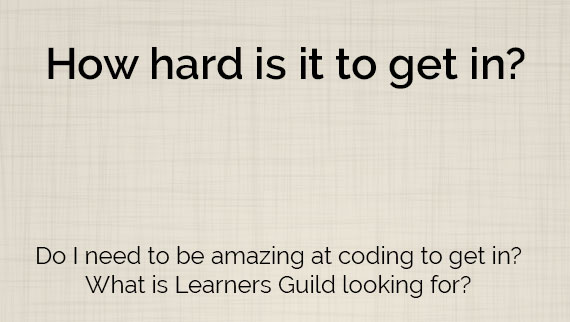 How hard is it to get in?
Do I need to be amazing at coding to get in?
What is Learners Guild looking for?